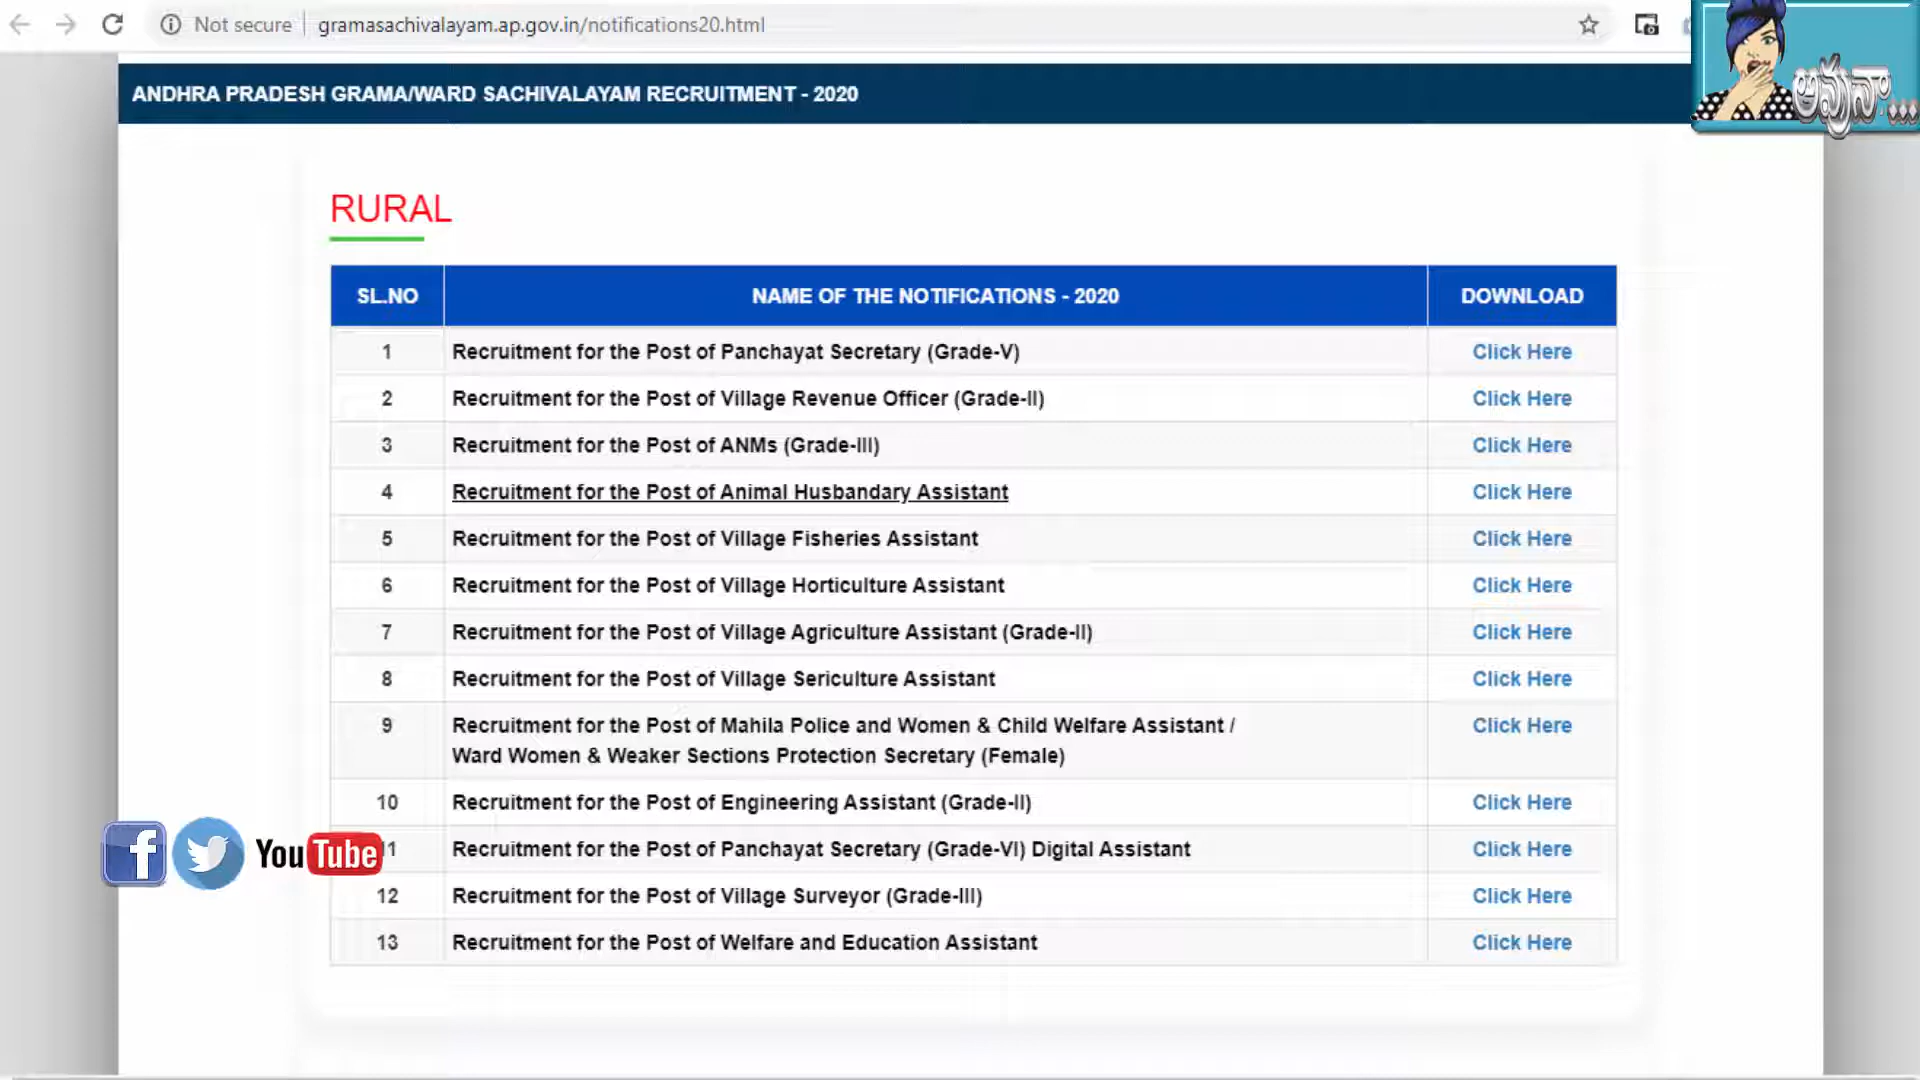 Not secure gramasachivalayam.ap.gov.in/notifications20.html
అవునా...
ANDHRA PRADESH GRAMA/WARD SACHIVALAYAM RECRUITMENT - 2020
RURAL
SL.NO NAME OF THE NOTIFICATIONS - 2020 DOWNLOAD
1 Recruitment for the Post of Panchayat Secretary (Grade-V) Click Here
2 Recruitment for the Post of Village Revenue Officer (Grade-II) Click Here
3 Recruitment for the Post of ANMs (Grade-III) Click Here
4 Recruitment for the Post of Animal Husbandary Assistant Click Here
5 Recruitment for the Post of Village Fisheries Assistant Click Here
6 Recruitment for the Post of Village Horticulture Assistant Click Here
7 Recruitment for the Post of Village Agriculture Assistant (Grade-II) Click Here
8 Recruitment for the Post of Village Sericulture Assistant Click Here
9 Recruitment for the Post of Mahila Police and Women & Child Welfare Assistant / Click Here
Ward Women & Weaker Sections Protection Secretary (Female)
10 Recruitment for the Post of Engineering Assistant (Grade-II) Click Here
f YouTube
11 Recruitment for the Post of Panchayat Secretary (Grade-VI) Digital Assistant Click Here
12 Recruitment for the Post of Village Surveyor (Grade-III) Click Here
13 Recruitment for the Post of Welfare and Education Assistant Click Here